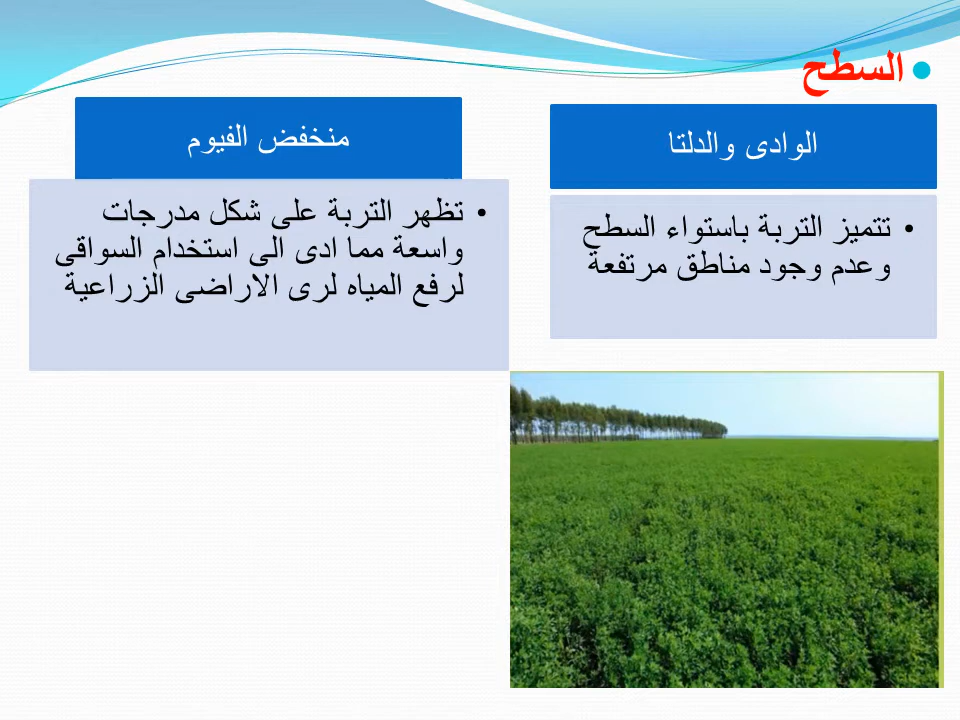 السطح
الوادى والدلتا
تتميز التربة باستواء السطح
وعدم وجود مناطق مرتفعة
منخفض الفيوم
تظهر التربة على شكل مدرجات
واسعة مما ادى الى استخدام السواقى
لرفع المياه لرى الاراضى الزراعية